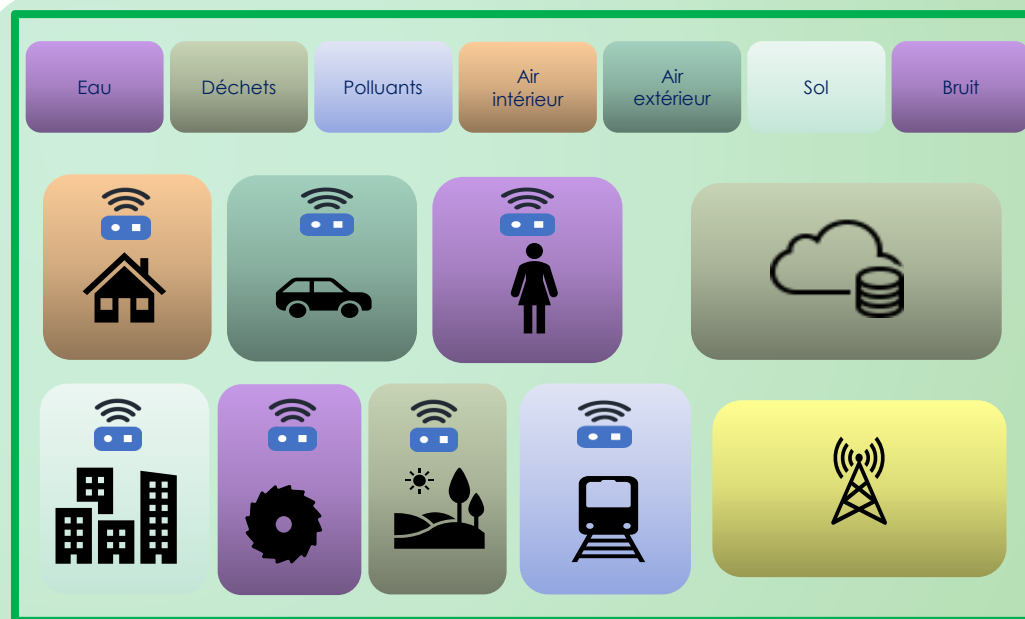 Eau
Déchets
Polluants
Air
intérieur
Air
extérieur
Sol
Bruit